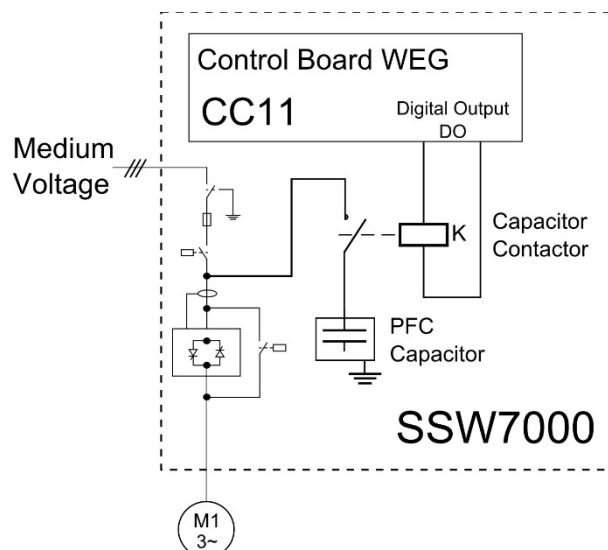 Control Board WEG
CC11
Digital Output
DO
Medium
Voltage
K
Capacitor
Contactor
PFC
Capacitor
SSW7000
M1
3~